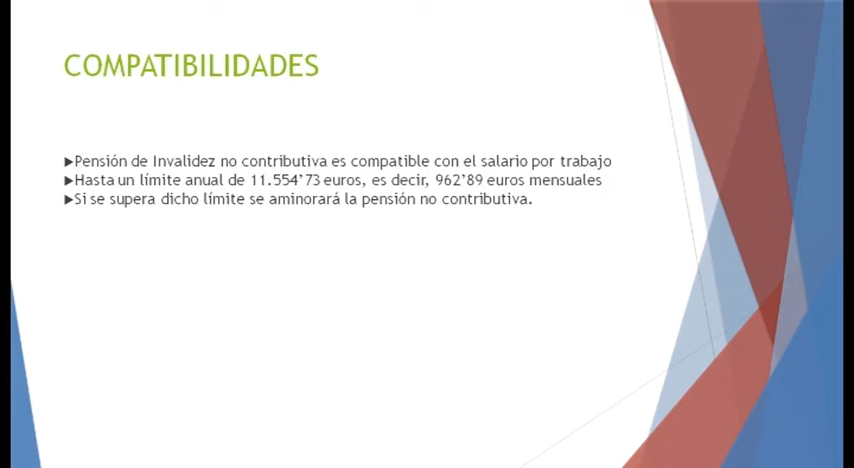 COMPATIBILIDADES
▶Pensión de Invalidez no contributiva es compatible con el salario por trabajo
▶Hasta un límite anual de 11.554’73 euros, es decir, 962’89 euros mensuales
▶Si se supera dicho límite se aminorará la pensión no contributiva.